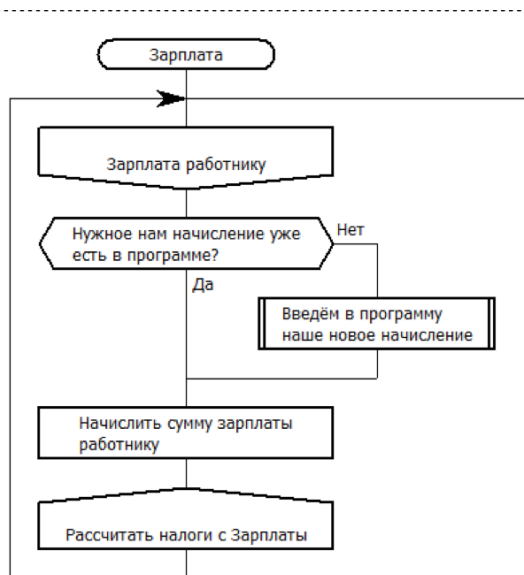 Зарплата
Зарплата работнику
Нужное нам начисление уже
есть в программе?
Нет
Да
Введём в программу
наше новое начисление
Начислить сумму зарплаты
работнику
Рассчитать налоги с Зарплаты